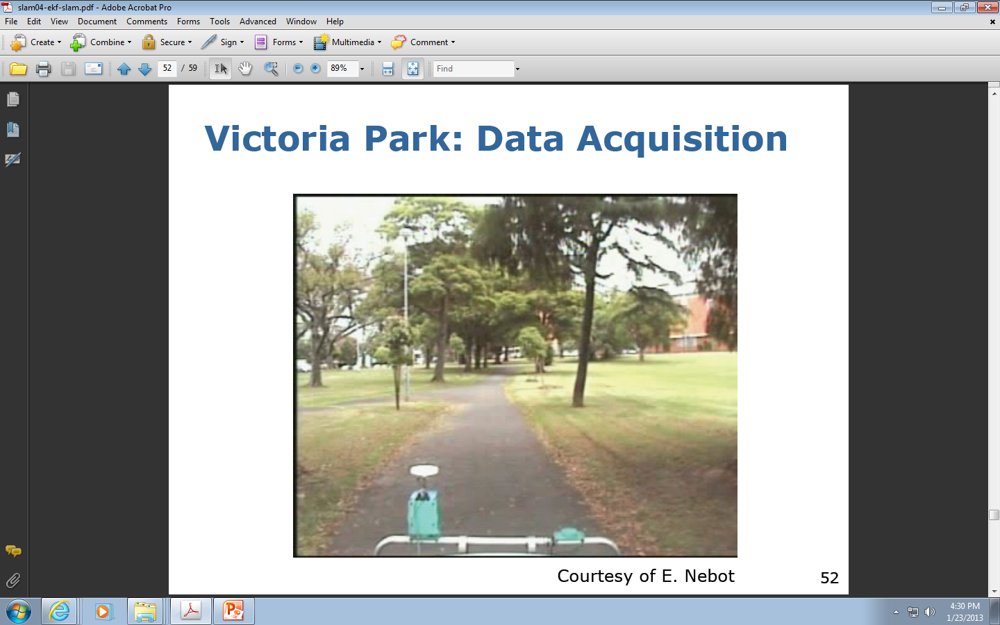 slam04-ekf-slam.pdf - Adobe Acrobat Pro
File Edit View Document Comments Forms Tools Advanced Window Help
Create Combine Secure Sign Forms Multimedia Comment
52 / 59 89% Find
Victoria Park: Data Acquisition
Courtesy of E. Nebot
52
4:30 PM
1/23/2013